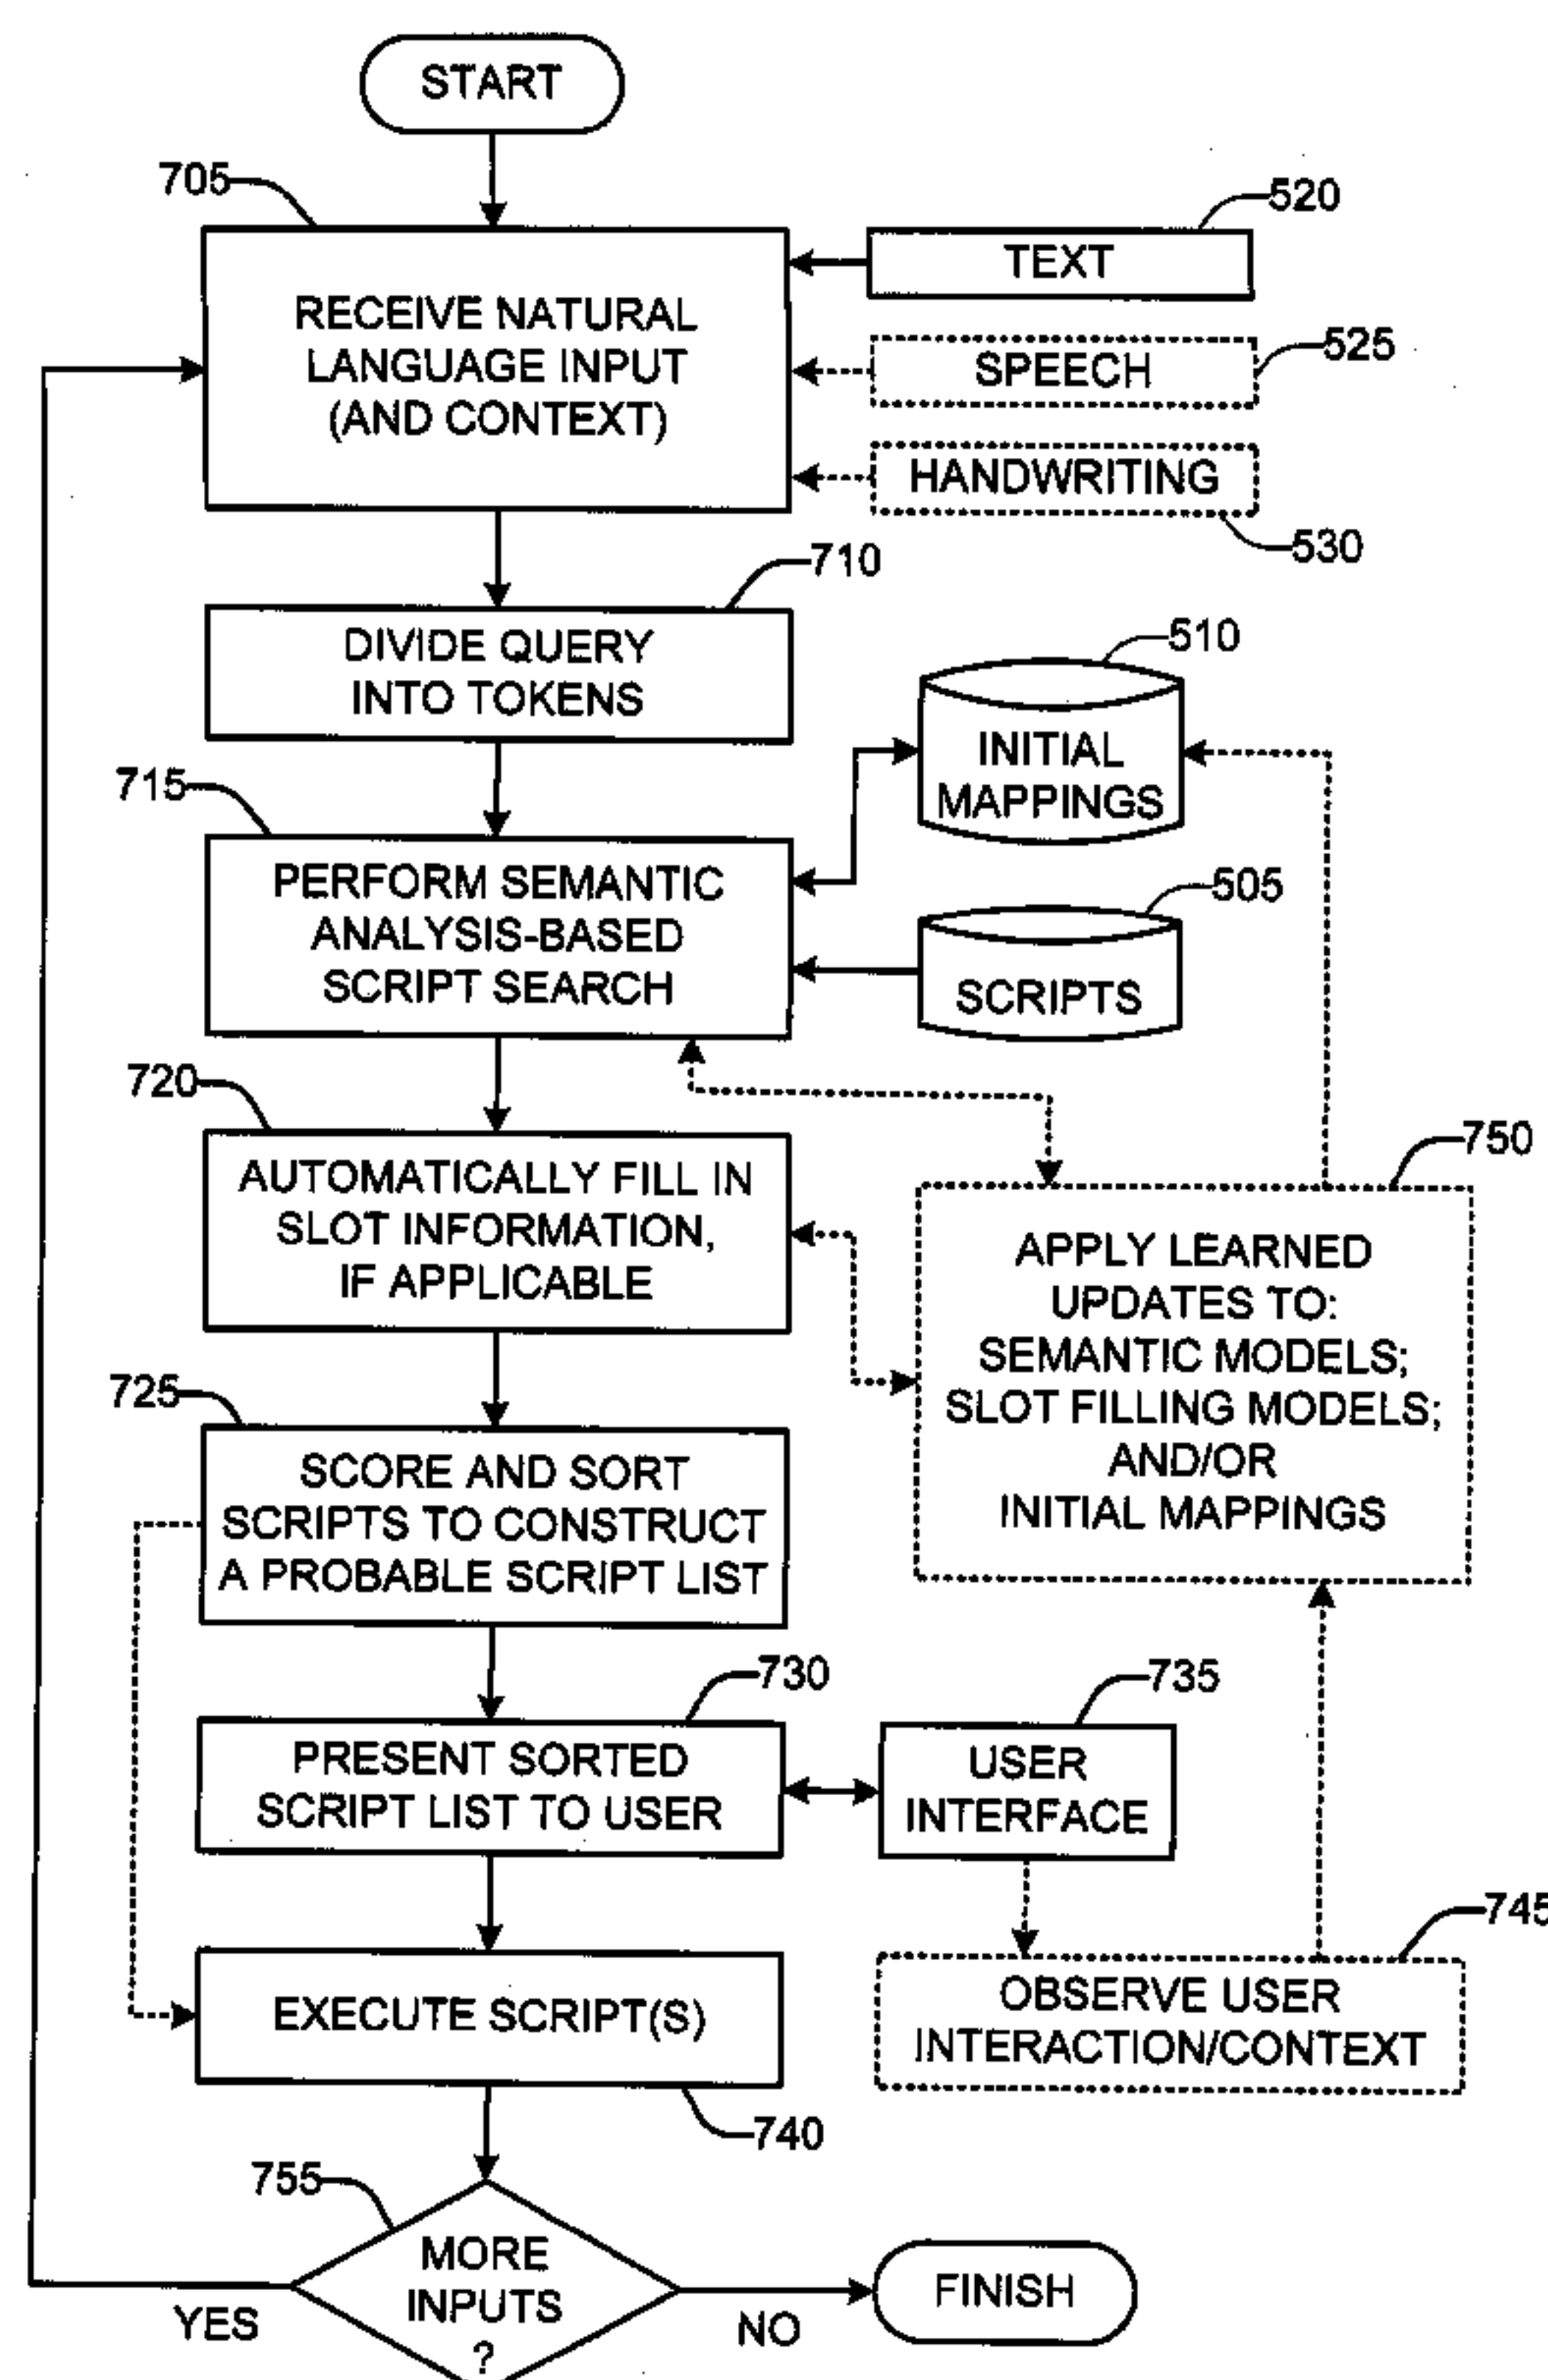 START
705
520
TEXT
RECEIVE NATURAL
LANGUAGE INPUT
(AND CONTEXT)
525
SPEECH
HANDWRITING
530
710
DIVIDE QUERY
INTO TOKENS
510
INITIAL
MAPPINGS
715
PERFORM SEMANTIC
ANALYSIS-BASED
SCRIPT SEARCH
505
SCRIPTS
720
AUTOMATICALLY FILL IN
SLOT INFORMATION,
IF APPLICABLE
750
APPLY LEARNED
UPDATES TO:
SEMANTIC MODELS;
SLOT FILLING MODELS;
AND/OR
INITIAL MAPPINGS
725
SCORE AND SORT
SCRIPTS TO CONSTRUCT
A PROBABLE SCRIPT LIST
730
PRESENT SORTED
SCRIPT LIST TO USER
735
USER
INTERFACE
745
OBSERVE USER
INTERACTION/CONTEXT
EXECUTE SCRIPT(S)
740
755
MORE
INPUTS
?
YES
NO
FINISH